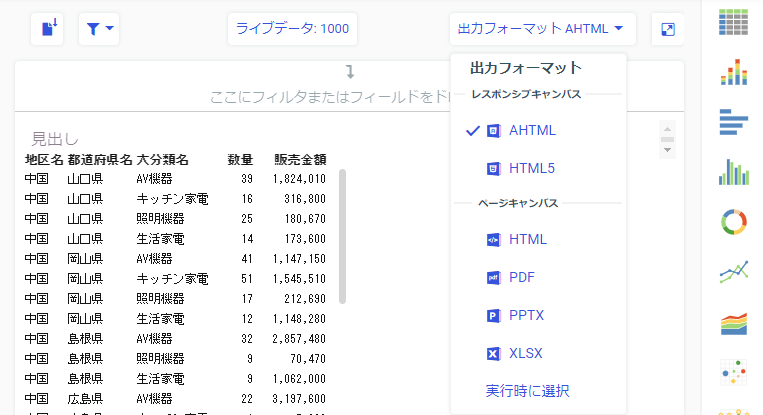 ライブデータ: 1000
出力フォーマット AHTML
ここにフィルタまたはフィールドをド
見出し
地区名 都道府県名 大分類名 数量 販売金額
中国 山口県 AV機器 39 1,824,010
中国 山口県 キッチン家電 16 316,800
中国 山口県 照明機器 25 180,670
中国 山口県 生活家電 14 173,600
中国 岡山県 AV機器 41 1,147,150
中国 岡山県 キッチン家電 51 1,545,510
中国 岡山県 照明機器 17 212,690
中国 岡山県 生活家電 12 1,148,280
中国 島根県 AV機器 32 2,857,480
中国 島根県 照明機器 9 70,470
中国 島根県 生活家電 9 1,062,000
中国 広島県 AV機器 22 3,197,600
出力フォーマット
レスポンシブキャンバス
AHTML
HTML5
ページキャンバス
HTML
PDF
PPTX
XLSX
実行時に選択